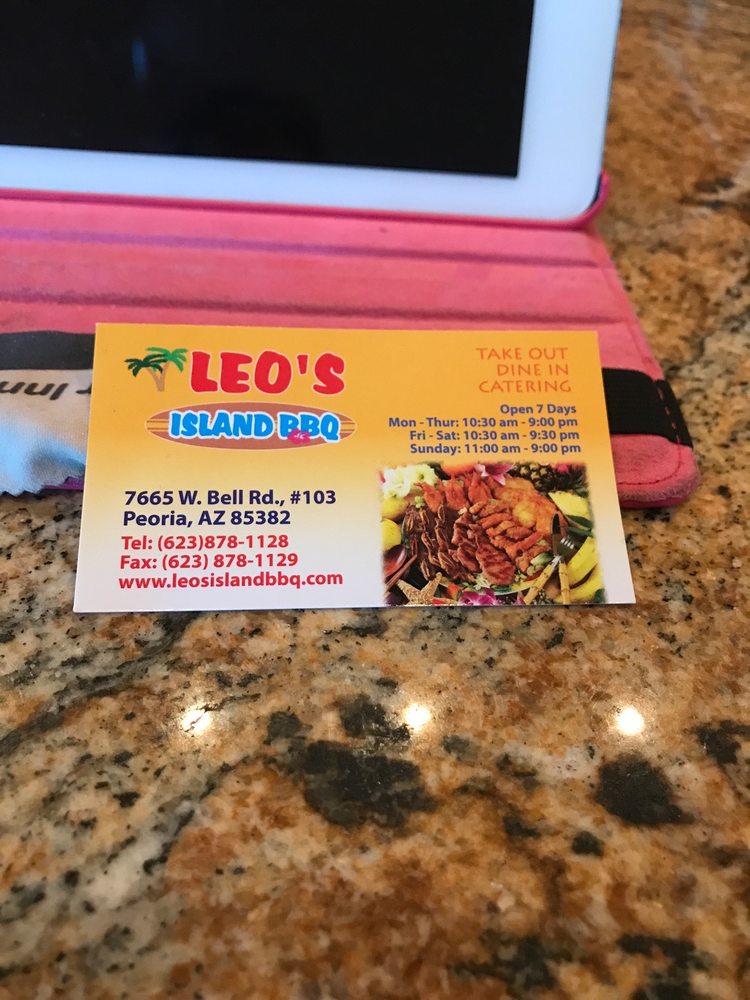 LEO'S
ISLAND BBQ
TAKE OUT
DINE IN
CATERING
Open 7 Days
Mon - Thur: 10:30 am - 9:00 pm
Fri - Sat: 10:30 am - 9:30 pm
Sunday: 11:00 am - 9:00 pm
7665 W. Bell Rd., #103
Peoria, AZ 85382
Tel: (623)878-1128
Fax: (623) 878-1129
www.leosislandbbq.com
Inn